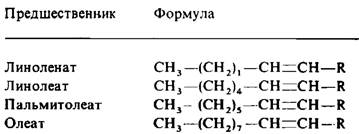 Предшественник Формула
Линоленат CH₃—(CH₂)₁—CH=CH—R
Линолеат CH₃—(CH₂)₄—CH=CH—R
Пальмитолеат CH₃—(CH₂)₅—CH=CH—R
Олеат CH₃—(CH₂)₇—CH=CH—R